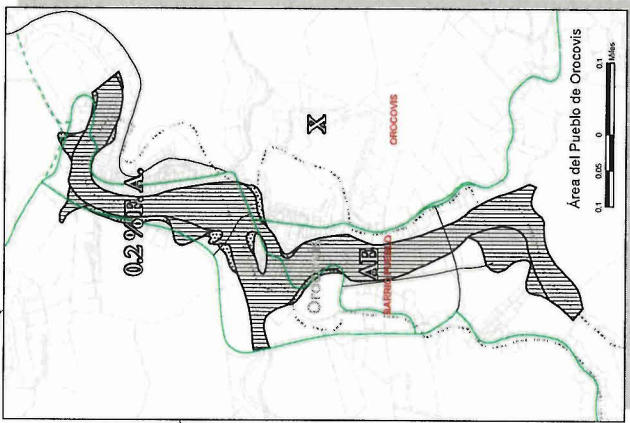 0.2 % F. A.
X
OROCOVIS
Orocovis
AE
BARRIO PUEBLO
Área del Pueblo de Orocovis
0.1 0.05 0 0.1
Miles